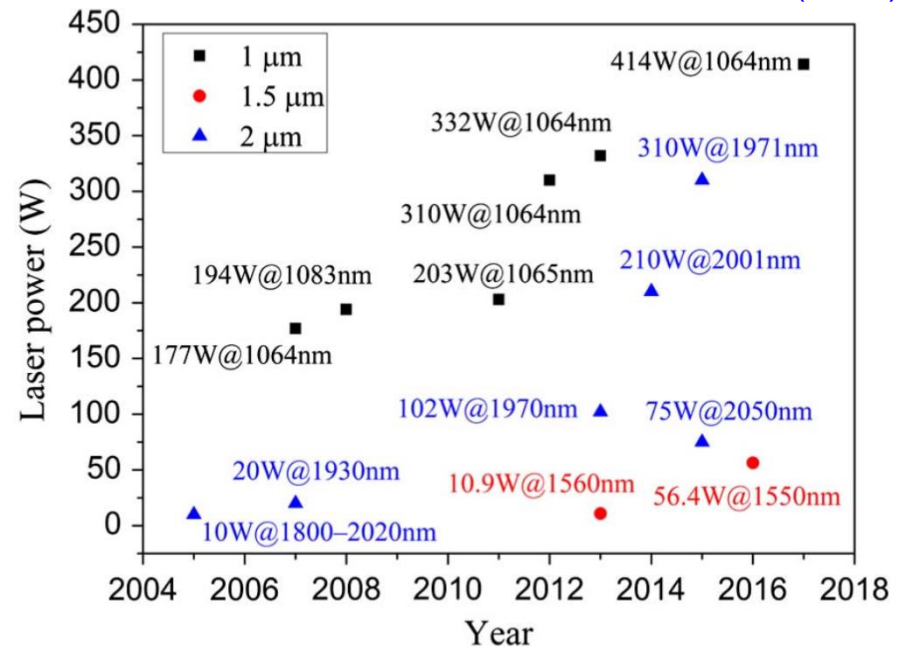 450
400
350
300
250
200
150
100
50
0
Laser power (W)
1 μm
1.5 μm
2 μm
414W@1064nm
332W@1064nm
310W@1971nm
310W@1064nm
210W@2001nm
194W@1083nm
203W@1065nm
177W@1064nm
102W@1970nm
75W@2050nm
20W@1930nm
10.9W@1560nm
56.4W@1550nm
10W@1800–2020nm
2004 2006 2008 2010 2012 2014 2016 2018
Year